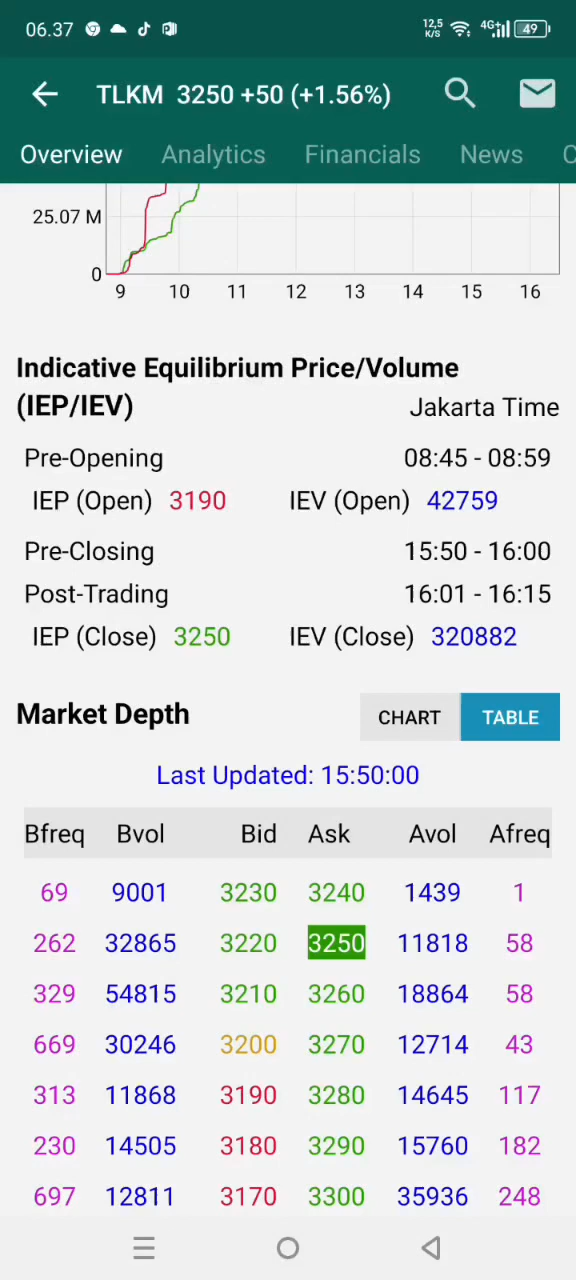 06.37 12,5 K/S 4G+ 49
TLKM 3250 +50 (+1.56%)
Overview Analytics Financials News C
25.07 M
0
9 10 11 12 13 14 15 16
Indicative Equilibrium Price/Volume
(IEP/IEV) Jakarta Time
Pre-Opening 08:45 - 08:59
IEP (Open) 3190 IEV (Open) 42759
Pre-Closing 15:50 - 16:00
Post-Trading 16:01 - 16:15
IEP (Close) 3250 IEV (Close) 320882
Market Depth CHART TABLE
Last Updated: 15:50:00
Bfreq Bvol Bid Ask Avol Afreq
69 9001 3230 3240 1439 1
262 32865 3220 3250 11818 58
329 54815 3210 3260 18864 58
669 30246 3200 3270 12714 43
313 11868 3190 3280 14645 117
230 14505 3180 3290 15760 182
697 12811 3170 3300 35936 248